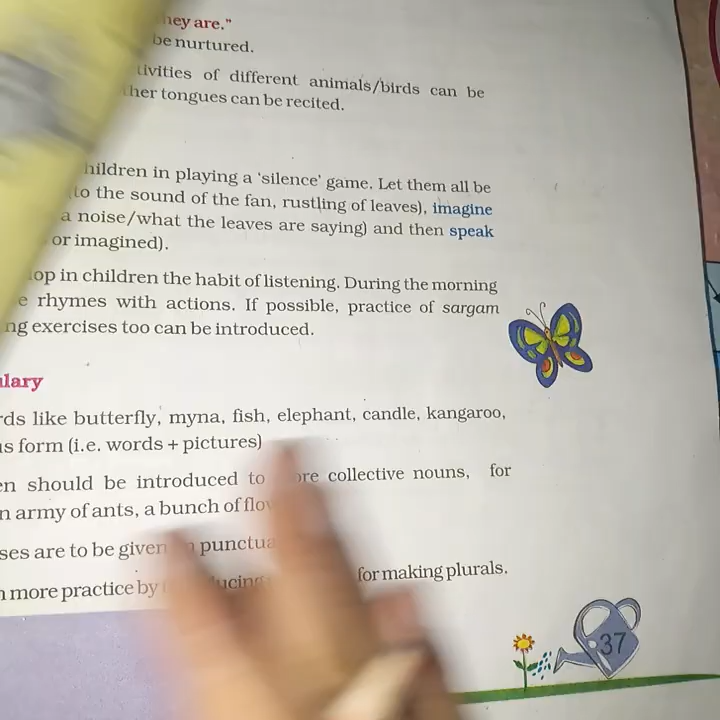 hey are."
be nurtured.
tivities of different animals/birds can be
her tongues can be recited.
hildren in playing a 'silence' game. Let them all be
to the sound of the fan, rustling of leaves), imagine
a noise/what the leaves are saying) and then speak
or imagined).
lop in children the habit of listening. During the morning
e rhymes with actions. If possible, practice of sargam
ng exercises too can be introduced.
ulary
rds like butterfly, myna, fish, elephant, candle, kangaroo,
us form (i.e. words + pictures)
en should be introduced to collective nouns, for
n army of ants, a bunch of
ses are to be given
more practice by for making plurals.
37